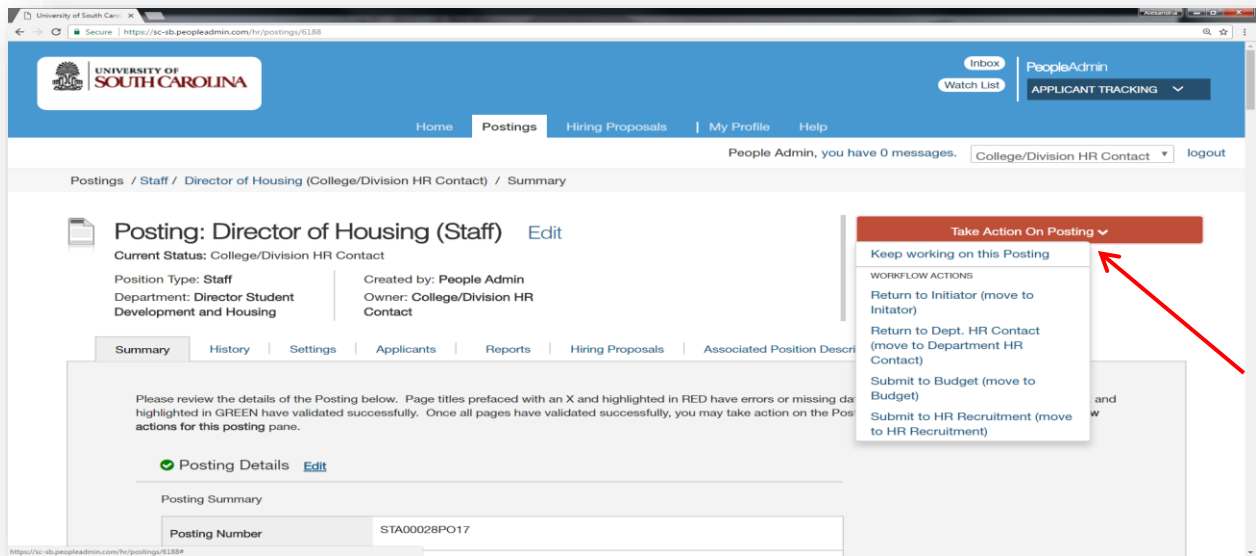 University of South Caro
Alexandria
Secure | https://sc-sb.peopleadmin.com/hr/postings/6188
UNIVERSITY OF
SOUTH CAROLINA
Inbox
Watch List
PeopleAdmin
APPLICANT TRACKING
Home Postings Hiring Proposals | My Profile Help
People Admin, you have 0 messages. College/Division HR Contact logout
Postings / Staff / Director of Housing (College/Division HR Contact) / Summary
Posting: Director of Housing (Staff) Edit
Current Status: College/Division HR Contact
Position Type: Staff
Department: Director Student
Development and Housing
Created by: People Admin
Owner: College/Division HR
Contact
Take Action On Posting
Keep working on this Posting
WORKFLOW ACTIONS
Return to Initiator (move to
Initator)
Return to Dept. HR Contact
(move to Department HR
Contact)
Submit to Budget (move to
Budget)
Submit to HR Recruitment (move
to HR Recruitment)
Summary History Settings Applicants Reports Hiring Proposals Associated Position Descri
Please review the details of the Posting below. Page titles prefaced with an X and highlighted in RED have errors or missing da and
highlighted in GREEN have validated successfully. Once all pages have validated successfully, you may take action on the Pos w
actions for this posting pane.
Posting Details Edit
Posting Summary
Posting Number STA00028PO17
https://sc-sb.peopleadmin.com/hr/postings/6188#